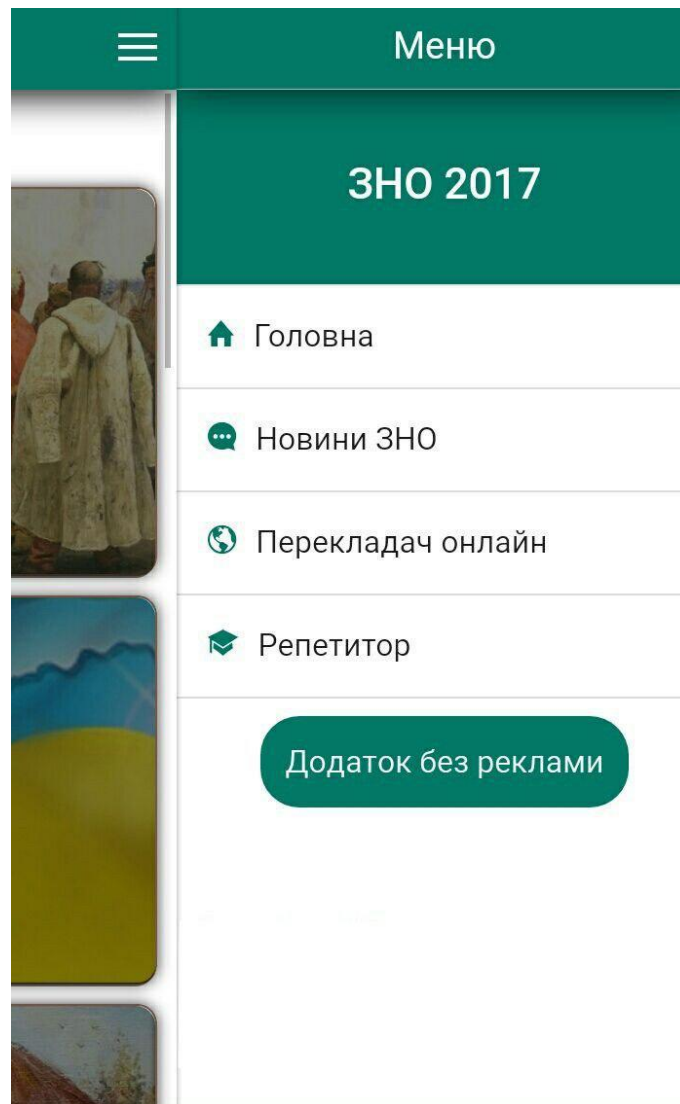 Меню
ЗНО 2017
Головна
Новини ЗНО
Перекладач онлайн
Репетитор
Додаток без реклами